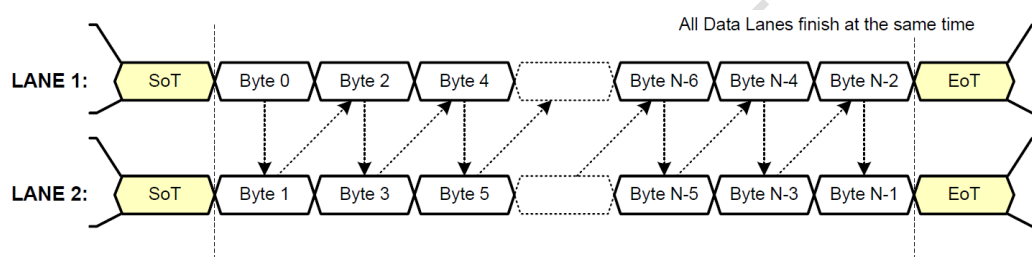 All Data Lanes finish at the same time
LANE 1: SoT Byte 0 Byte 2 Byte 4 Byte N-6 Byte N-4 Byte N-2 EoT
LANE 2: SoT Byte 1 Byte 3 Byte 5 Byte N-5 Byte N-3 Byte N-1 EoT